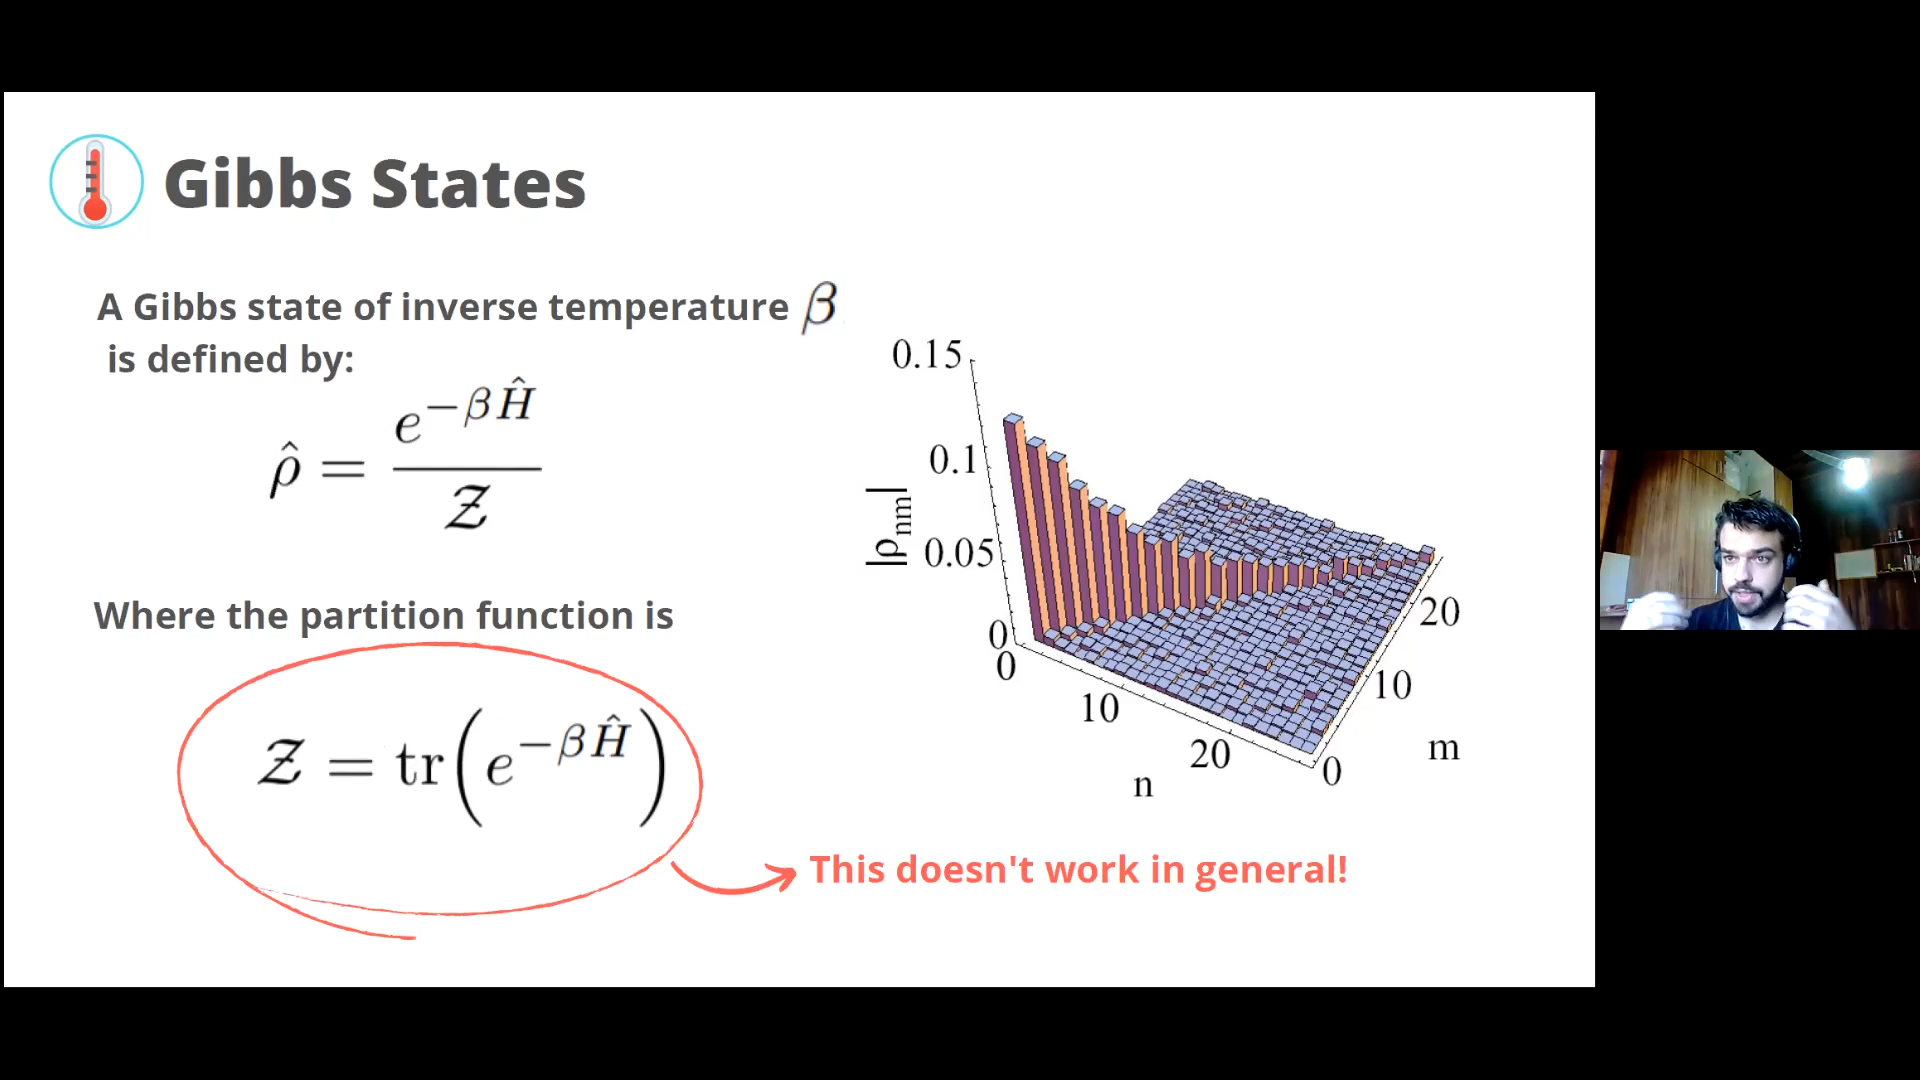 Gibbs States
A Gibbs state of inverse temperature β
is defined by:
ρ̂ = e^{−βĤ} / 𝒵
Where the partition function is
𝒵 = tr(e^{−βĤ})
This doesn't work in general!
0.15
0.1
0.05
0
|ρnm|
0
10
20
n
0
10
20
m